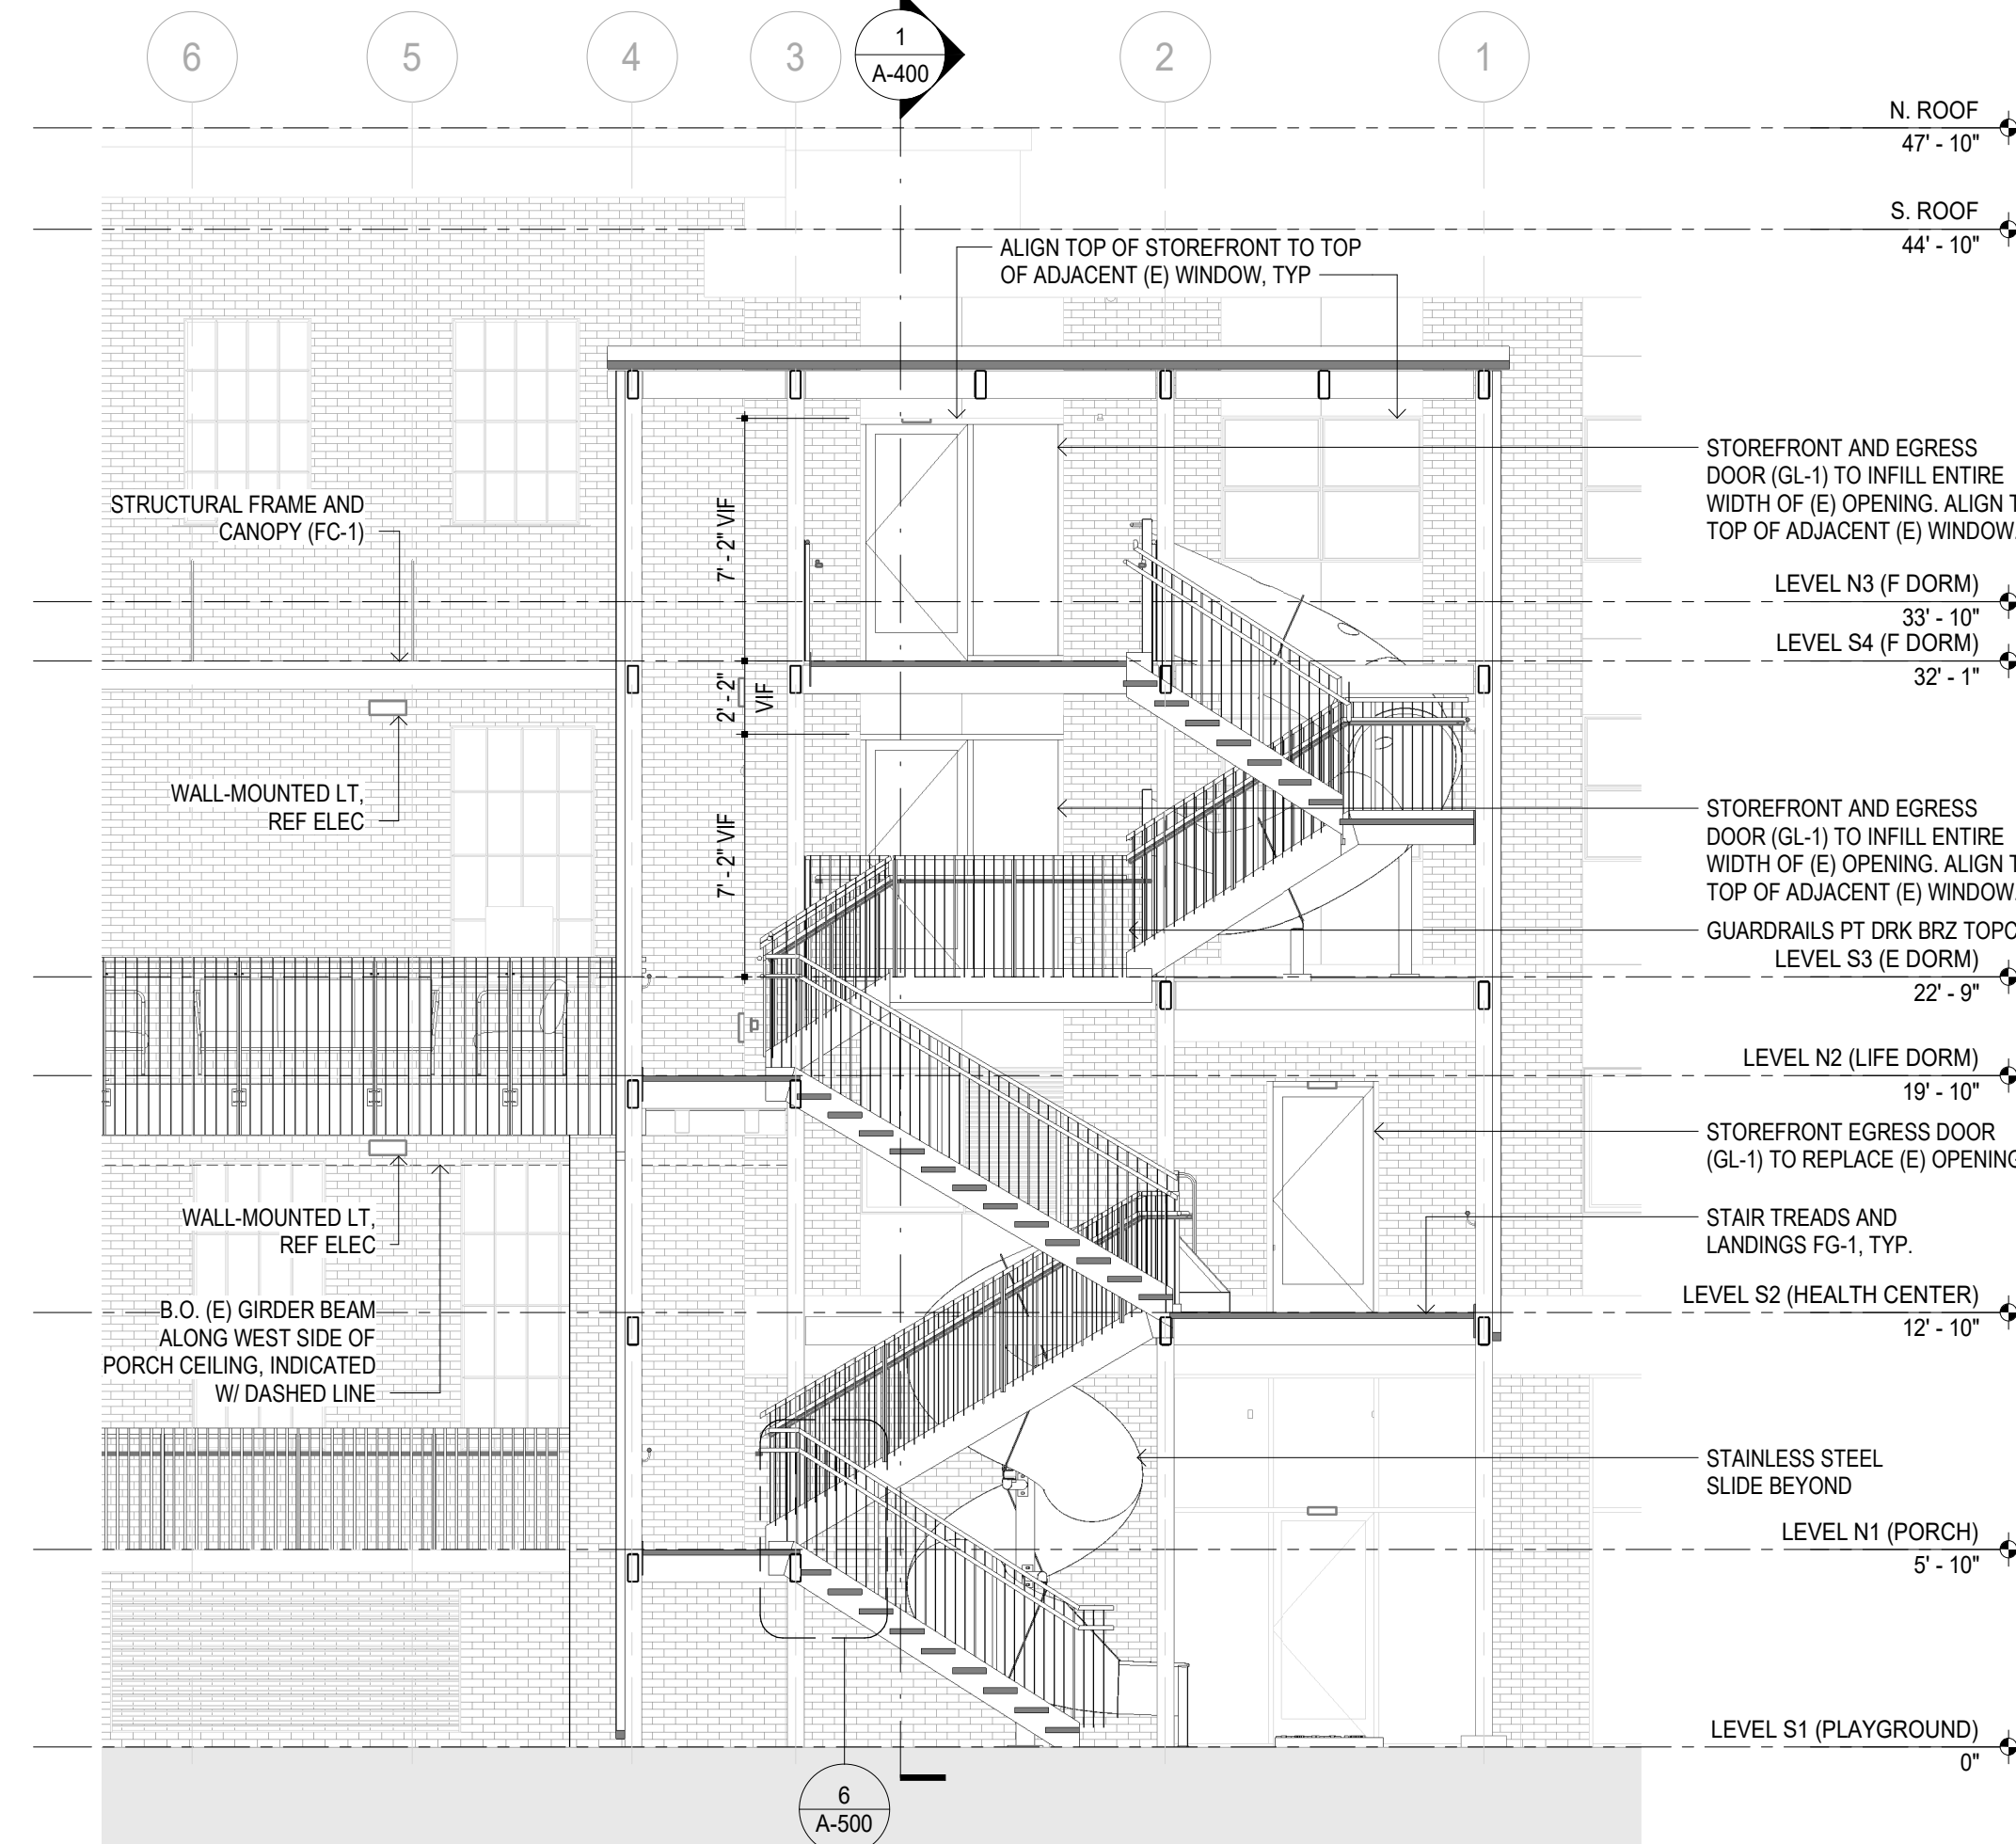 6
5
4
3
1
A-400
2
1
N. ROOF
47' - 10"
S. ROOF
44' - 10"
ALIGN TOP OF STOREFRONT TO TOP
OF ADJACENT (E) WINDOW, TYP
STOREFRONT AND EGRESS
DOOR (GL-1) TO INFILL ENTIRE
WIDTH OF (E) OPENING. ALIGN
TOP OF ADJACENT (E) WINDOW
STRUCTURAL FRAME AND
CANOPY (FC-1)
7' - 2" VIF
LEVEL N3 (F DORM)
33' - 10"
LEVEL S4 (F DORM)
32' - 1"
2' - 2"
VIF
WALL-MOUNTED LT,
REF ELEC
7' - 2" VIF
STOREFRONT AND EGRESS
DOOR (GL-1) TO INFILL ENTIRE
WIDTH OF (E) OPENING. ALIGN
TOP OF ADJACENT (E) WINDOW
GUARDRAILS PT DRK BRZ
LEVEL S3 (E DORM)
22' - 9"
LEVEL N2 (LIFE DORM)
19' - 10"
STOREFRONT EGRESS DOOR
(GL-1) TO REPLACE (E) OPENING
WALL-MOUNTED LT,
REF ELEC
STAIR TREADS AND
LANDINGS FG-1, TYP.
LEVEL S2 (HEALTH CENTER)
12' - 10"
B.O. (E) GIRDER BEAM
ALONG WEST SIDE OF
PORCH CEILING, INDICATED
W/ DASHED LINE
STAINLESS STEEL
SLIDE BEYOND
LEVEL N1 (PORCH)
5' - 10"
LEVEL S1 (PLAYGROUND)
0"
6
A-500